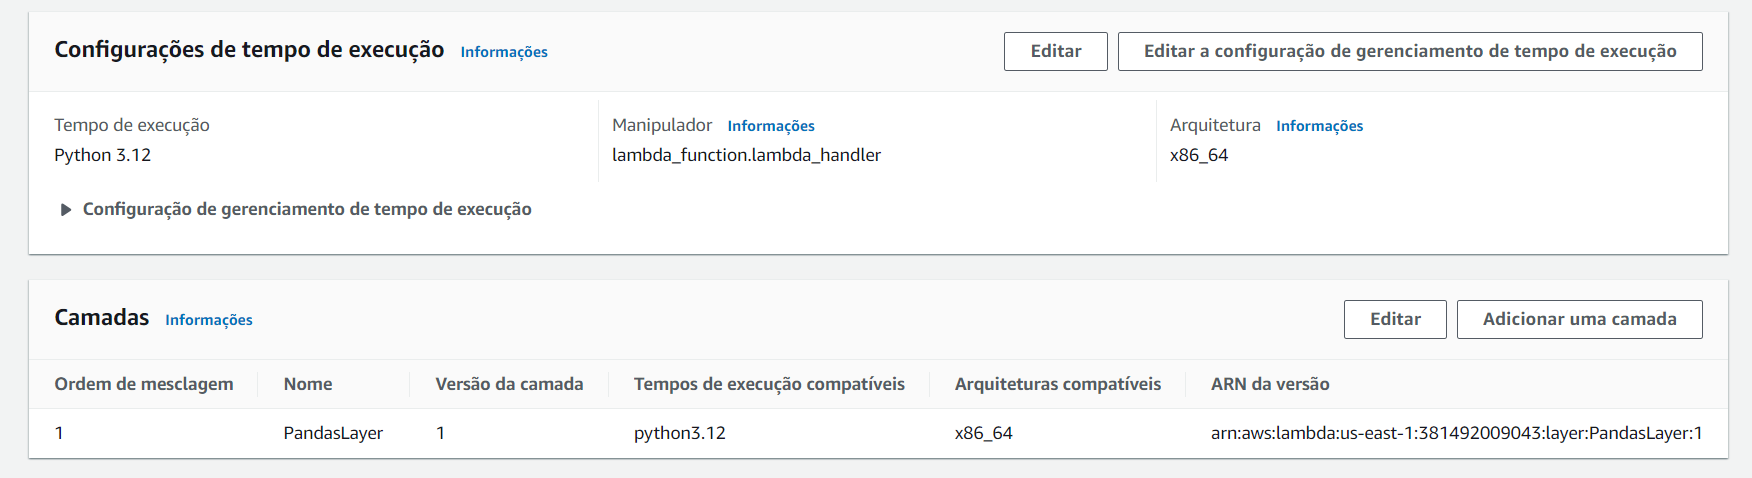 Configurações de tempo de execução Informações Editar Editar a configuração de gerenciamento de tempo de execução
Tempo de execução Manipulador Informações Arquitetura Informações
Python 3.12 lambda_function.lambda_handler x86_64
Configuração de gerenciamento de tempo de execução
Camadas Informações Editar Adicionar uma camada
Ordem de mesclagem Nome Versão da camada Tempos de execução compatíveis Arquiteturas compatíveis ARN da versão
1 PandasLayer 1 python3.12 x86_64 arn:aws:lambda:us-east-1:381492009043:layer:PandasLayer:1